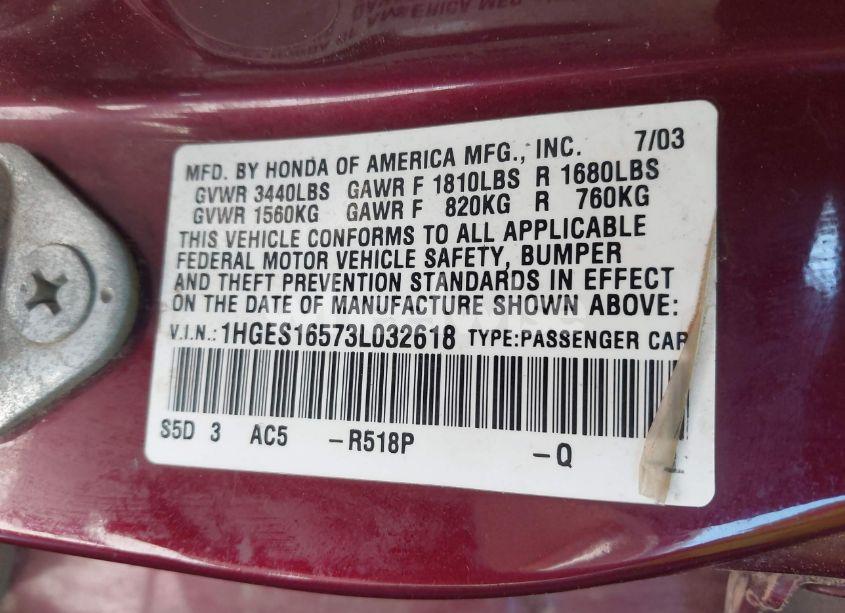 MFD. BY HONDA OF AMERICA MFG., INC. 7/03
GVWR 3440LBS GAWR F 1810LBS R 1680LBS
GVWR 1560KG GAWR F 820KG R 760KG
THIS VEHICLE CONFORMS TO ALL APPLICABLE
FEDERAL MOTOR VEHICLE SAFETY, BUMPER
AND THEFT PREVENTION STANDARDS IN EFFECT
ON THE DATE OF MANUFACTURE SHOWN ABOVE:
V.I.N.: 1HGES16573L032618 TYPE:PASSENGER CAR
S5D 3 AC5 -R518P -Q